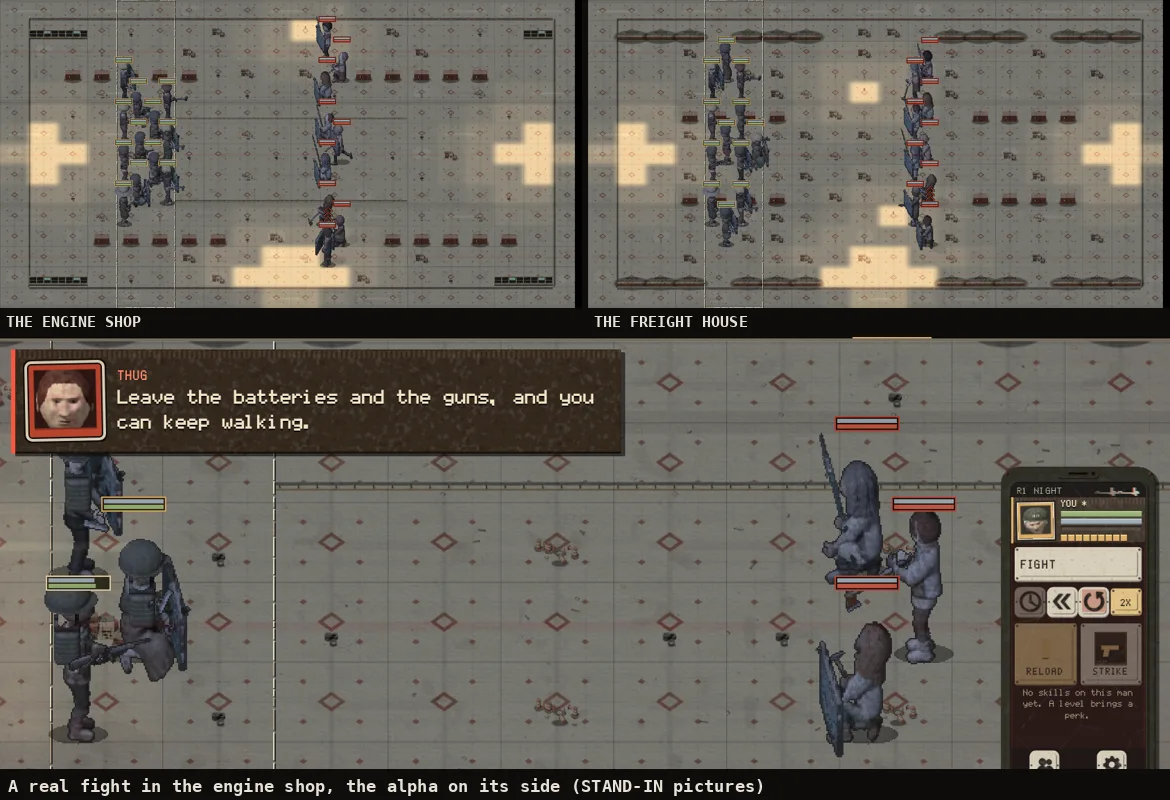 THE ENGINE SHOP
THE FREIGHT HOUSE
THUG
Leave the batteries and the guns, and you
can keep walking.
R1 NIGHT
YOU *
FIGHT
2X
RELOAD
STRIKE
No skills on this man
yet. A level brings a
perk.
A real fight in the engine shop, the alpha on its side (STAND-IN pictures)